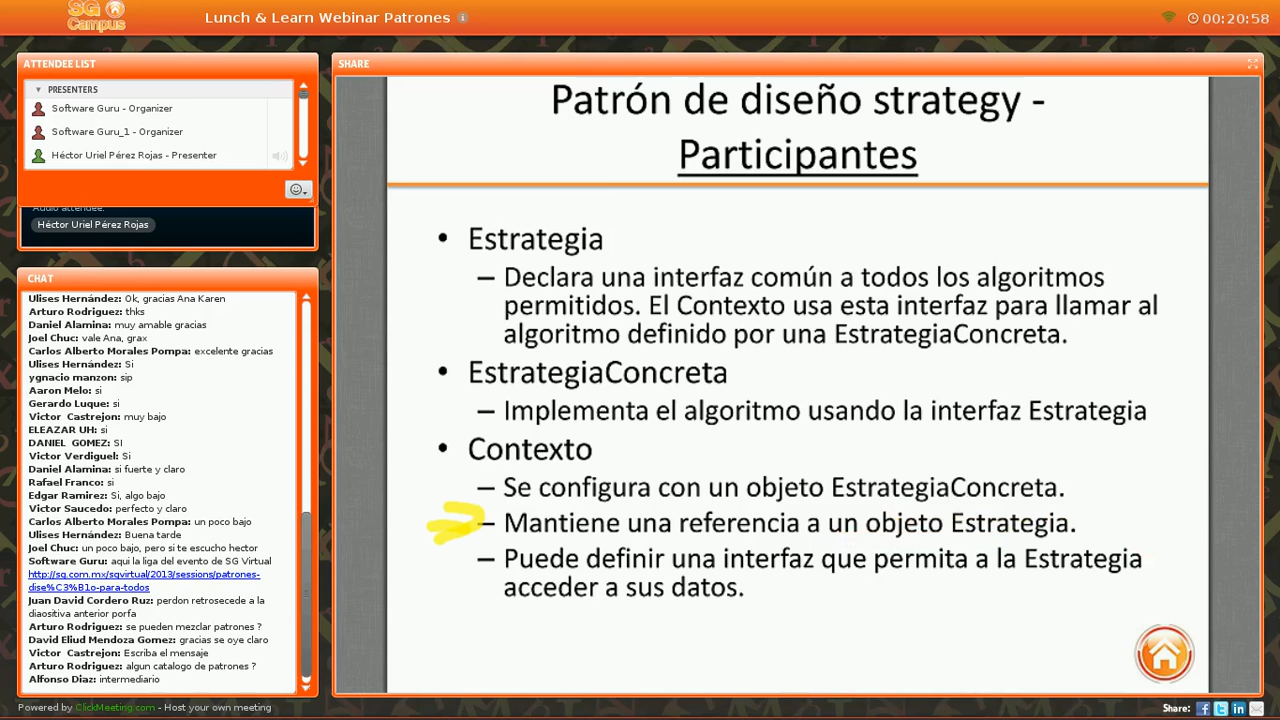 SG Campus
Lunch & Learn Webinar Patrones
00:20:58
ATTENDEE LIST
PRESENTERS
Software Guru - Organizer
Software Guru_1 - Organizer
Héctor Uriel Pérez Rojas - Presenter
Audio attendee:
Héctor Uriel Pérez Rojas
CHAT
Ulises Hernández: Ok, gracias Ana Karen
Arturo Rodriguez: thks
Daniel Alamina: muy amable gracias
Joel Chuc: vale Ana, grax
Carlos Alberto Morales Pompa: excelente gracias
Ulises Hernández: Si
ygnacio manzon: sip
Aaron Melo: si
Gerardo Luque: si
Victor Castrejon: muy bajo
ELEAZAR UH: si
DANIEL GOMEZ: SI
Victor Verdiguel: Si
Daniel Alamina: si fuerte y claro
Rafael Franco: si
Edgar Ramirez: Si, algo bajo
Victor Saucedo: perfecto y claro
Carlos Alberto Morales Pompa: un poco bajo
Ulises Hernández: Buena tarde
Joel Chuc: un poco bajo, pero si te escucho hector
Software Guru: aqui la liga del evento de SG Virtual
http://sg.com.mx/sgvirtual/2013/sessions/patrones-
dise%C3%B1o-para-todos
Juan David Cordero Ruz: perdon retrosecede a la
diaositiva anterior porfa
Arturo Rodriguez: se pueden mezclar patrones ?
David Eliud Mendoza Gomez: gracias se oye claro
Victor Castrejon: Escriba el mensaje
Arturo Rodriguez: algun catalogo de patrones ?
Alfonso Diaz: intermediario
SHARE
Patrón de diseño strategy -
Participantes
• Estrategia
– Declara una interfaz común a todos los algoritmos
permitidos. El Contexto usa esta interfaz para llamar al
algoritmo definido por una EstrategiaConcreta.
• EstrategiaConcreta
– Implementa el algoritmo usando la interfaz Estrategia
• Contexto
– Se configura con un objeto EstrategiaConcreta.
– Mantiene una referencia a un objeto Estrategia.
– Puede definir una interfaz que permita a la Estrategia
acceder a sus datos.
Powered by ClickMeeting.com - Host your own meeting
Share: